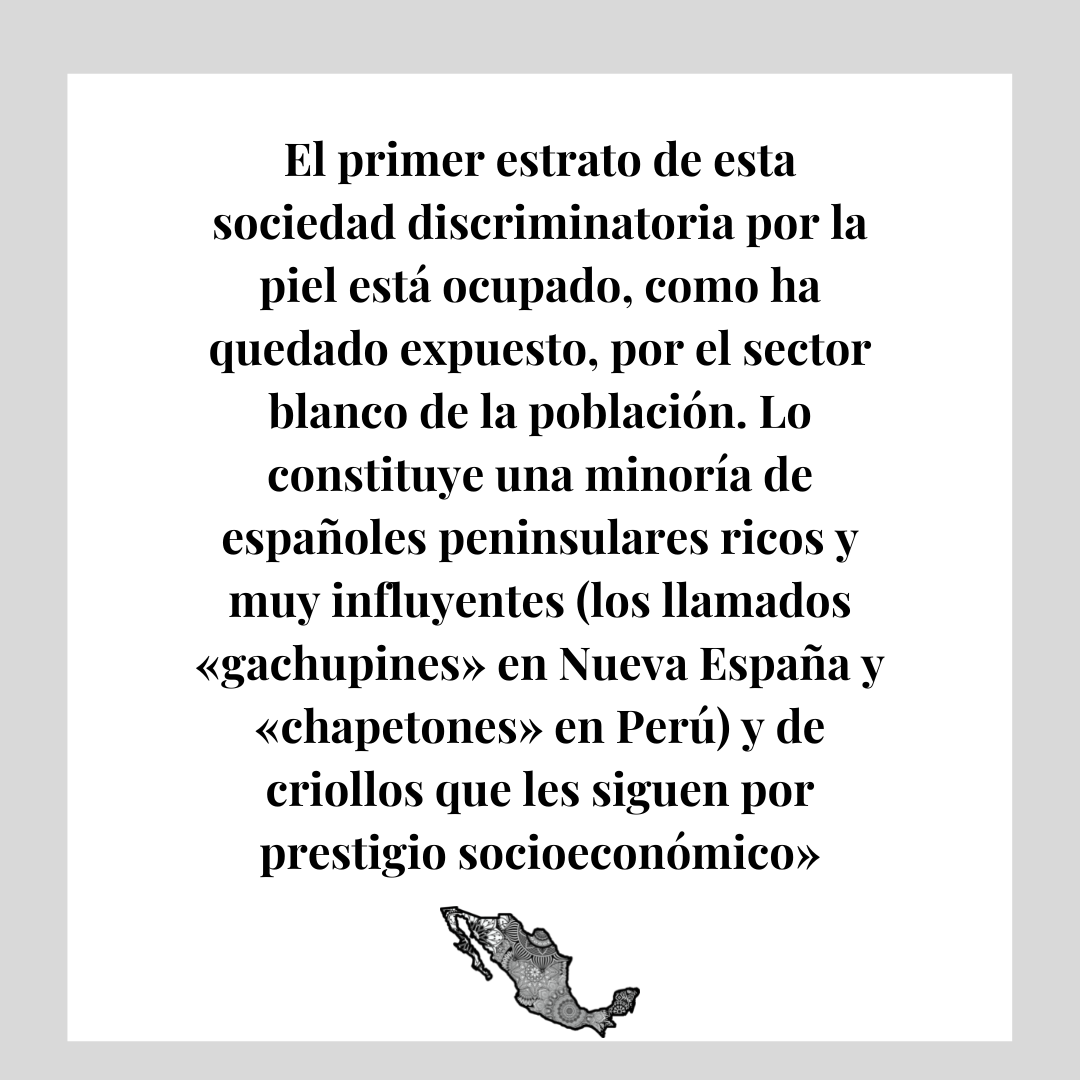 El primer estrato de esta
sociedad discriminatoria por la
piel está ocupado, como ha
quedado expuesto, por el sector
blanco de la población. Lo
constituye una minoría de
españoles peninsulares ricos y
muy influyentes (los llamados
«gachupines» en Nueva España y
«chapetones» en Perú) y de
criollos que les siguen por
prestigio socioeconómico»